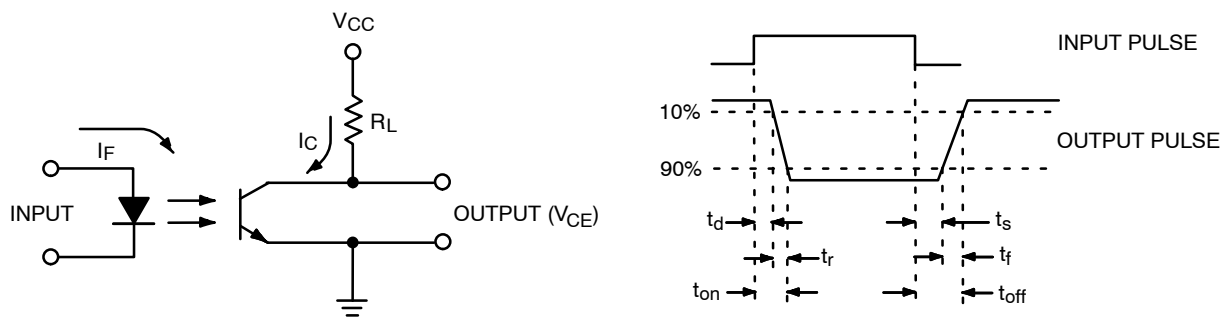 VCC
RL
IC
IF
INPUT
OUTPUT (VCE)
INPUT PULSE
10%
OUTPUT PULSE
90%
td
ts
tr
tf
ton
toff